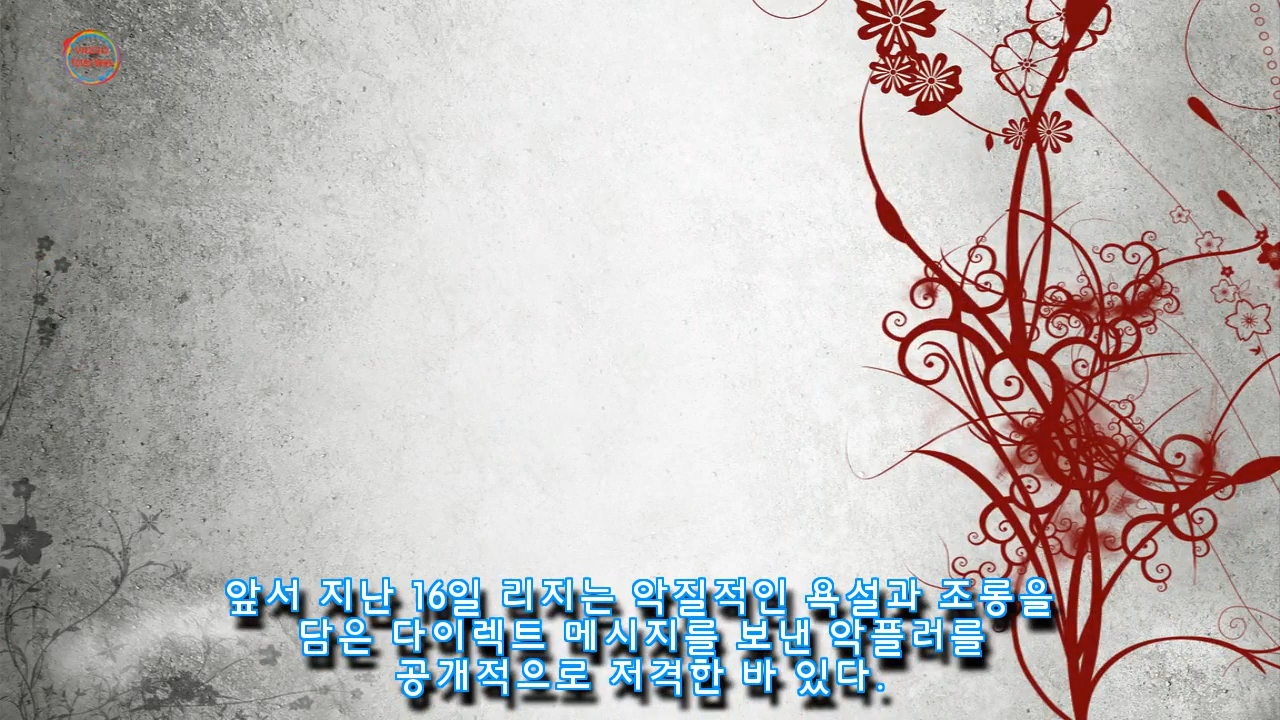 앞서 지난 16일 리지는 악질적인 욕설과 조롱을
담은 다이렉트 메시지를 보낸 악플러를
공개적으로 저격한 바 있다.